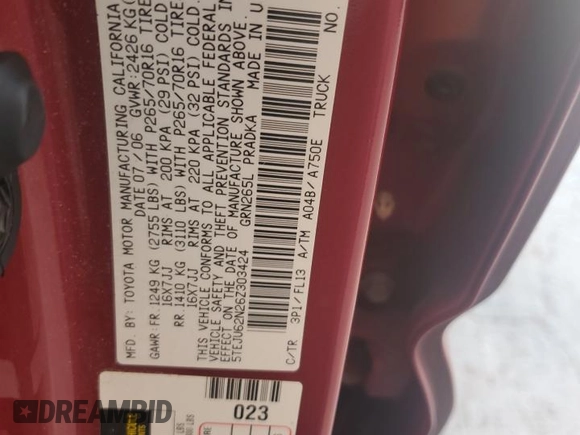 MFD. BY: TOYOTA MOTOR MANUFACTURING CALIFORNIA
DATE 07 / 06 GVWR:2426 KG(
GAWR: FR.1249 KG (2755 LBS) WITH P265/70R16 TIRE
16X7JJ RIMS AT 200 KPA (29 PSI) COLD
RR.1410 KG (3110 LBS) WITH P265/70R16 TIRE
16X7JJ RIMS AT 220 KPA (32 PSI) COLD
THIS VEHICLE CONFORMS TO ALL APPLICABLE FEDERAL
VEHICLE SAFETY AND THEFT PREVENTION STANDARDS IN
EFFECT ON THE DATE OF MANUFACTURE SHOWN ABOVE.
5TEJU62N26Z303424 GRN265L PRADKA MADE IN U
C/TR 3P1/FL13 A/TM A04B/A750E TRUCK NO.
023
LBS
DREAMBID